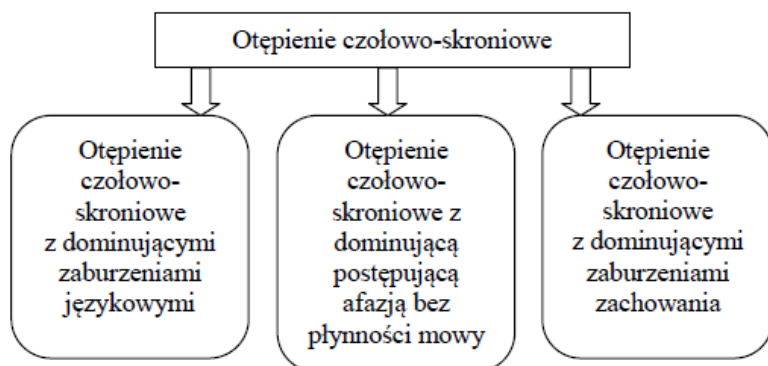 Otępienie czołowo-skroniowe
Otępienie
czołowo-
skroniowe
z dominującymi
zaburzeniami
językowymi
Otępienie
czołowo-
skroniowe z
dominującą
postępującą
afazją bez
płynności mowy
Otępienie
czołowo-
skroniowe
z dominującymi
zaburzeniami
zachowania